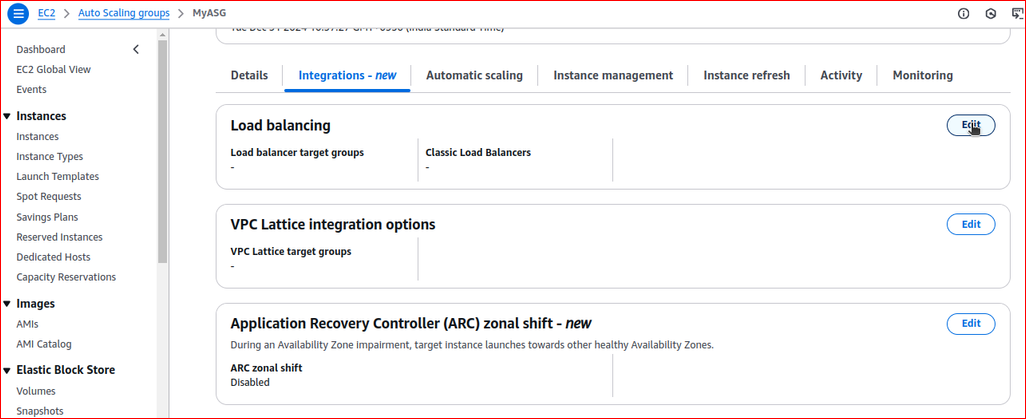 EC2 > Auto Scaling groups > MyASG
Dashboard
EC2 Global View
Events
Instances
Instances
Instance Types
Launch Templates
Spot Requests
Savings Plans
Reserved Instances
Dedicated Hosts
Capacity Reservations
Images
AMIs
AMI Catalog
Elastic Block Store
Volumes
Snapshots
Details Integrations - new Automatic scaling Instance management Instance refresh Activity Monitoring
Load balancing Edit
Load balancer target groups Classic Load Balancers
- -
VPC Lattice integration options Edit
VPC Lattice target groups
-
Application Recovery Controller (ARC) zonal shift - new Edit
During an Availability Zone impairment, target instance launches towards other healthy Availability Zones.
ARC zonal shift
Disabled